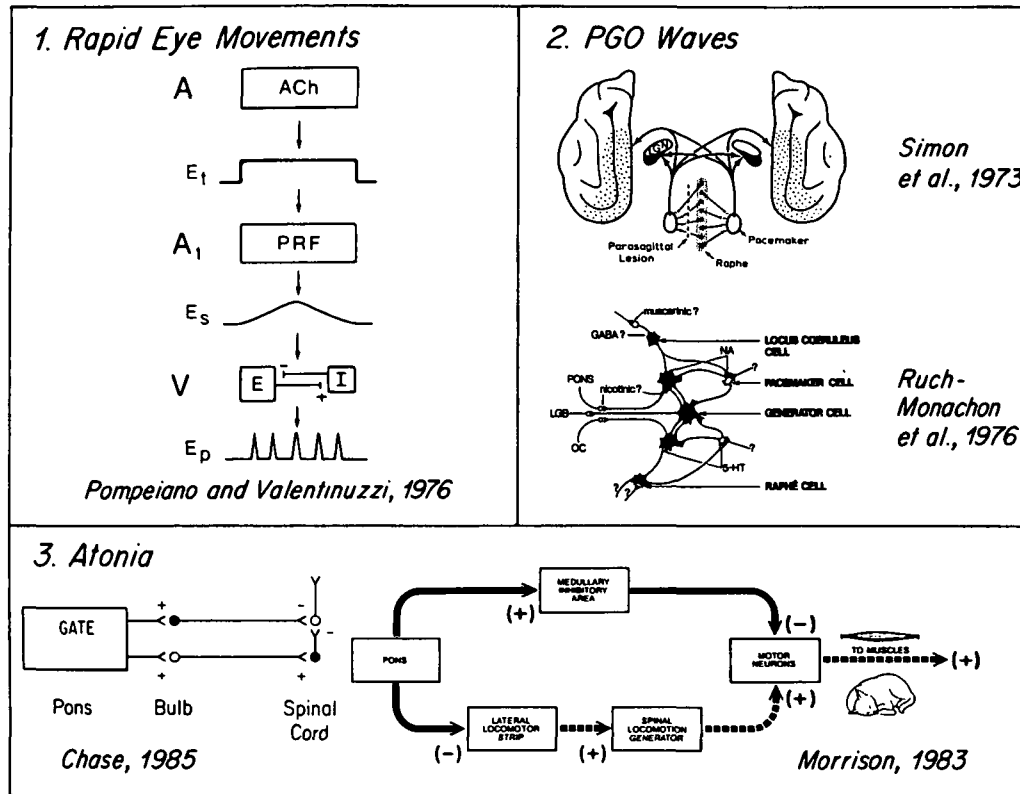 1. Rapid Eye Movements
A
ACh
Et
A1
PRF
Es
V
E
-
+
I
Ep
Pompeiano and Valentinuzzi, 1976
2. PGO Waves
LGN
Simon
et al., 1973
Parasagittal
Lesion
Pacemaker
Raphe
muscarinic?
GABA?
LOCUS COERULEUS
CELL
NA
?
PONS
nicotinic?
PACEMAKER CELL
LGB
GENERATOR CELL
OC
?
5-HT
? ?
RAPHÉ CELL
Ruch-
Monachon
et al., 1976
3. Atonia
GATE
+
-
-
+
+
Pons
Bulb
Spinal
Cord
Chase, 1985
MEDULLARY
INHIBITORY
AREA
(+)
(-)
PONS
MOTOR
NEURONS
TO MUSCLES
(+)
(+)
LATERAL
LOCOMOTOR
STRIP
SPINAL
LOCOMOTION
GENERATOR
(-)
(+)
Morrison, 1983